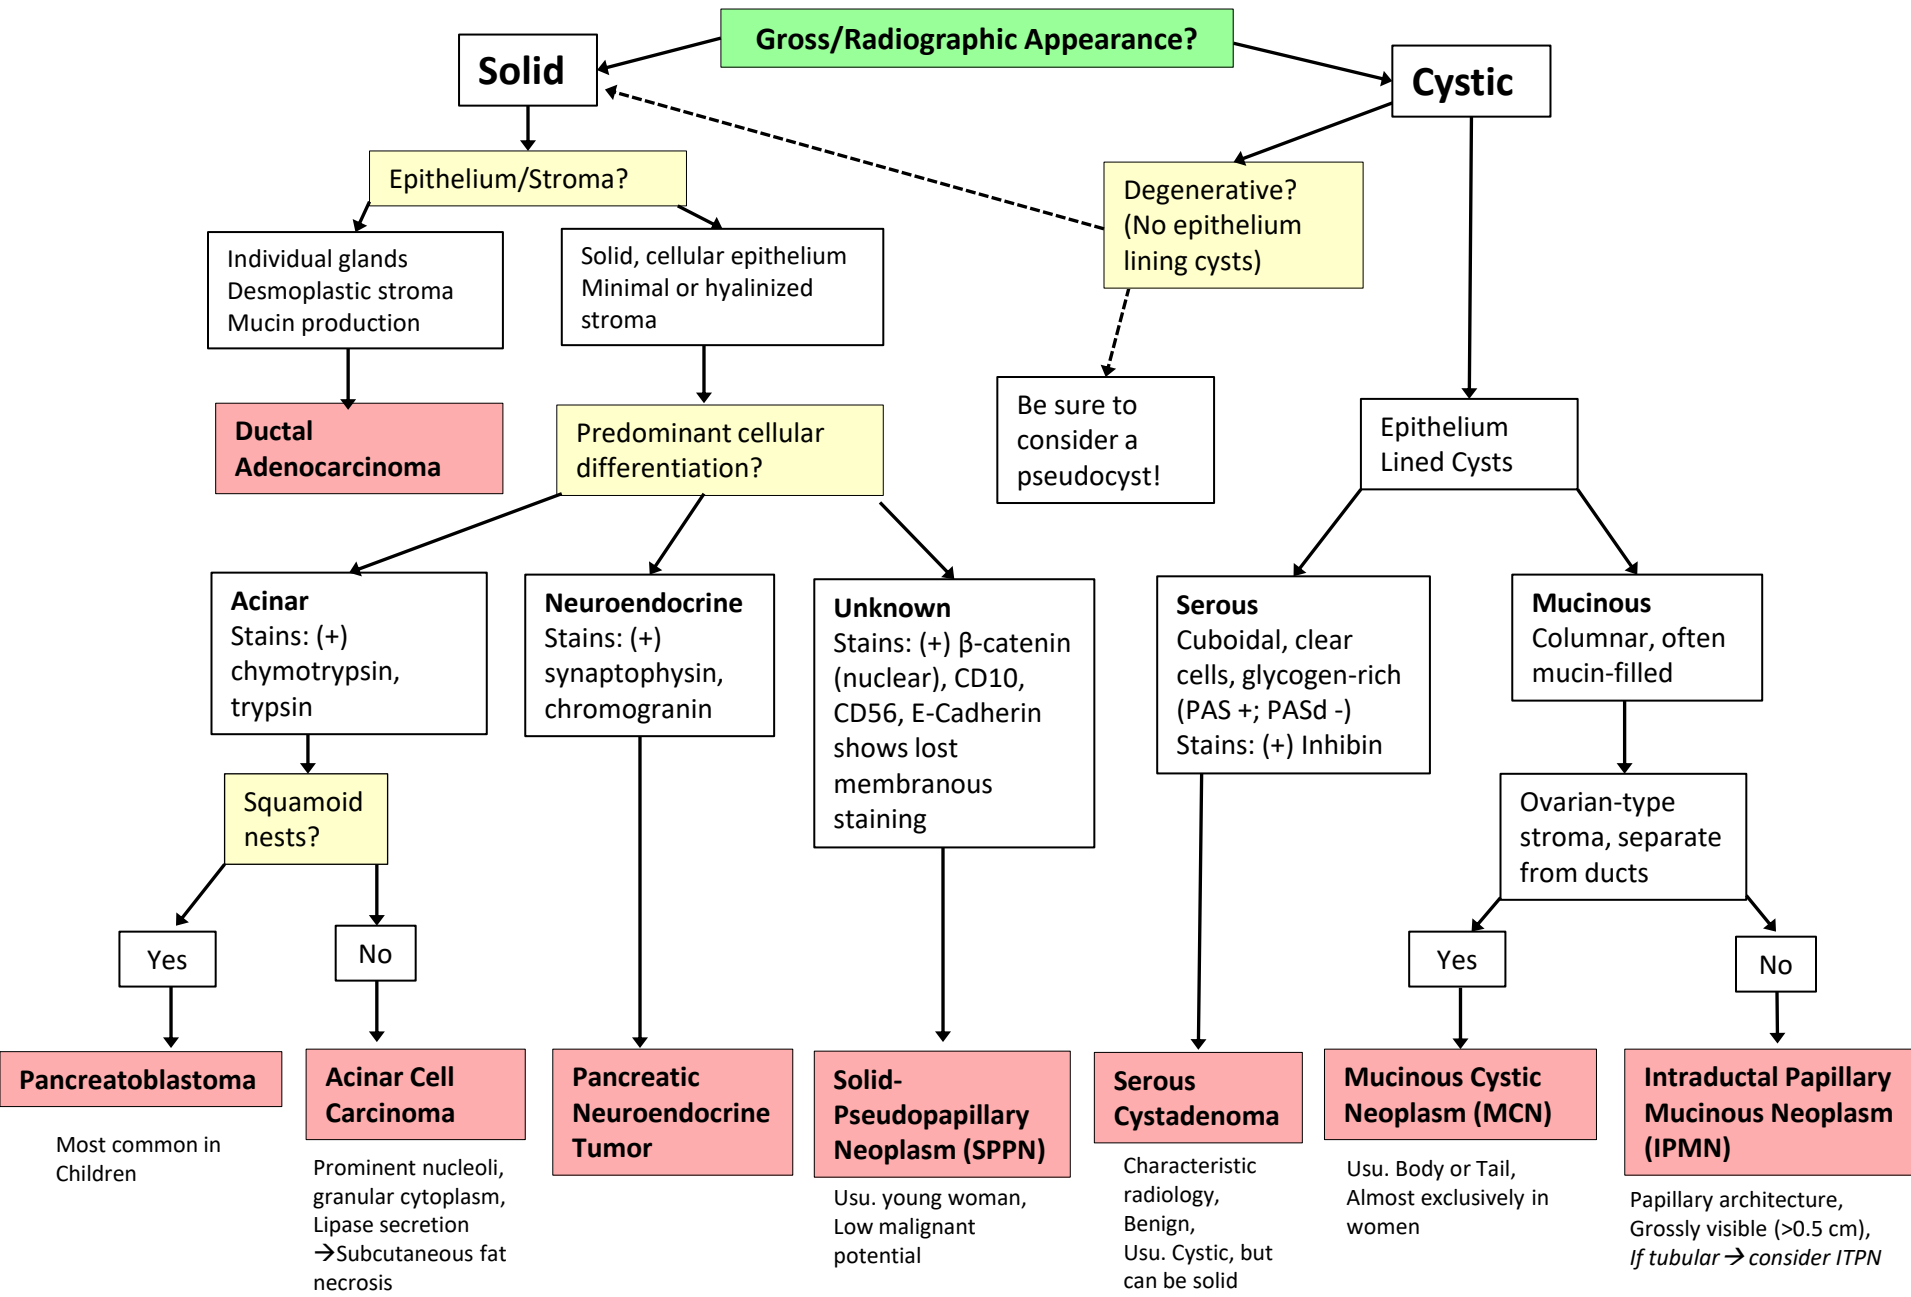 Gross/Radiographic Appearance?
Solid
Cystic
Epithelium/Stroma?
Degenerative?
(No epithelium
lining cysts)
Individual glands
Desmoplastic stroma
Mucin production
Solid, cellular epithelium
Minimal or hyalinized
stroma
Be sure to
consider a
pseudocyst!
Epithelium
Lined Cysts
Ductal
Adenocarcinoma
Predominant cellular
differentiation?
Acinar
Stains: (+)
chymotrypsin,
trypsin
Neuroendocrine
Stains: (+)
synaptophysin,
chromogranin
Unknown
Stains: (+) β-catenin
(nuclear), CD10,
CD56, E-Cadherin
shows lost
membranous
staining
Serous
Cuboidal, clear
cells, glycogen-rich
(PAS +; PASd -)
Stains: (+) Inhibin
Mucinous
Columnar, often
mucin-filled
Squamoid
nests?
Ovarian-type
stroma, separate
from ducts
Yes
No
Yes
No
Pancreatoblastoma
Most common in
Children
Acinar Cell
Carcinoma
Prominent nucleoli,
granular cytoplasm,
Lipase secretion
→Subcutaneous fat
necrosis
Pancreatic
Neuroendocrine
Tumor
Solid-
Pseudopapillary
Neoplasm (SPPN)
Usu. young woman,
Low malignant
potential
Serous
Cystadenoma
Characteristic
radiology,
Benign,
Usu. Cystic, but
can be solid
Mucinous Cystic
Neoplasm (MCN)
Usu. Body or Tail,
Almost exclusively in
women
Intraductal Papillary
Mucinous Neoplasm
(IPMN)
Papillary architecture,
Grossly visible (>0.5 cm),
If tubular → consider ITPN